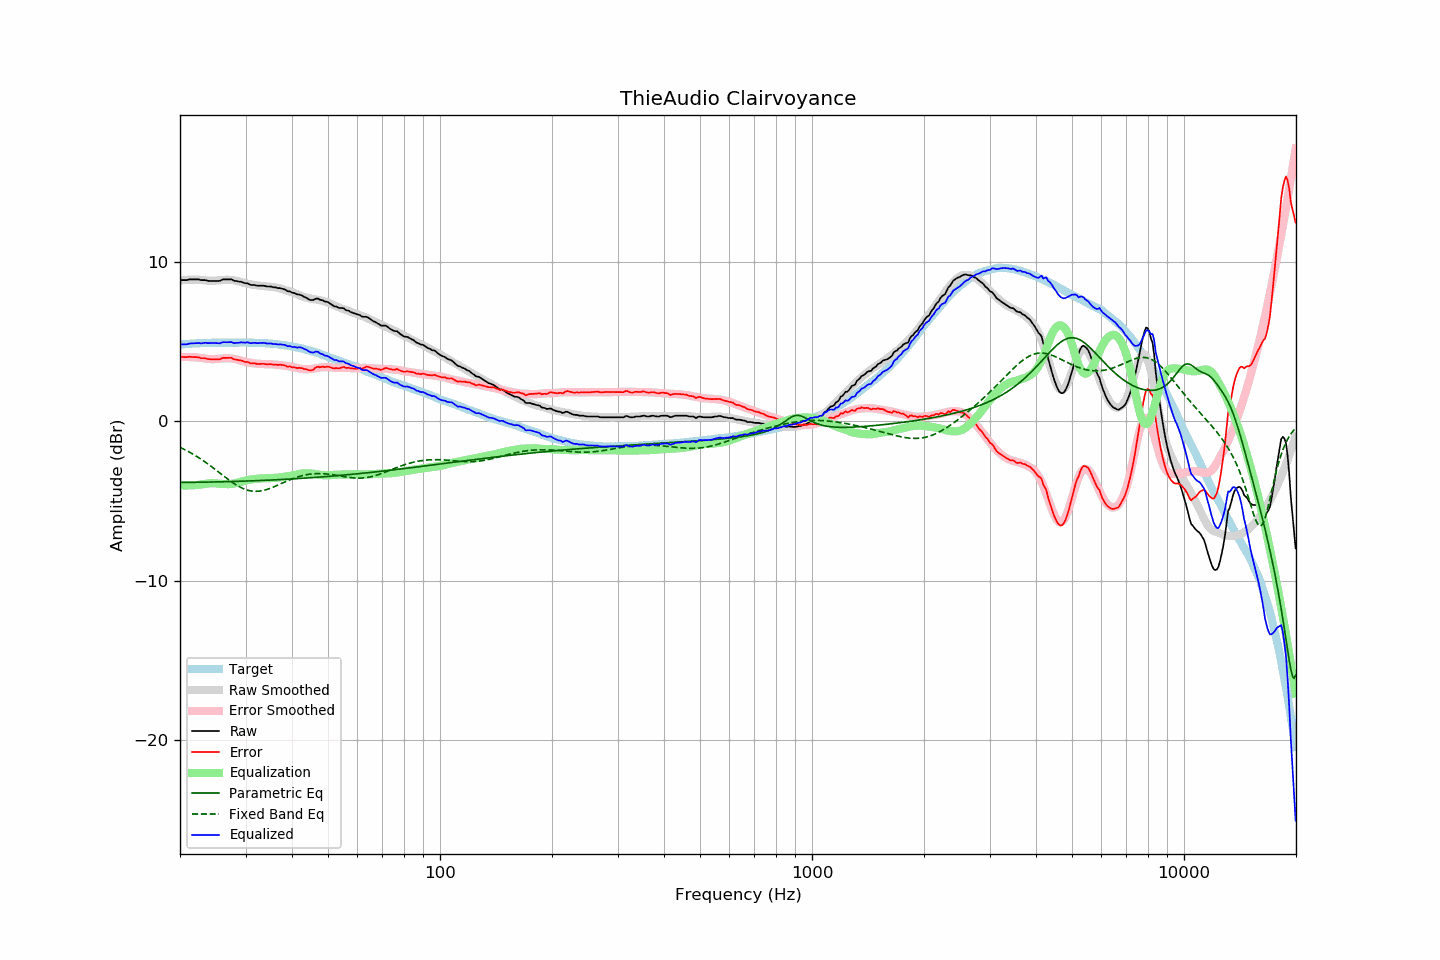 ThieAudio Clairvoyance
Amplitude (dBr)
10
0
−10
−20
Target
Raw Smoothed
Error Smoothed
Raw
Error
Equalization
Parametric Eq
Fixed Band Eq
Equalized
100 1000 10000
Frequency (Hz)